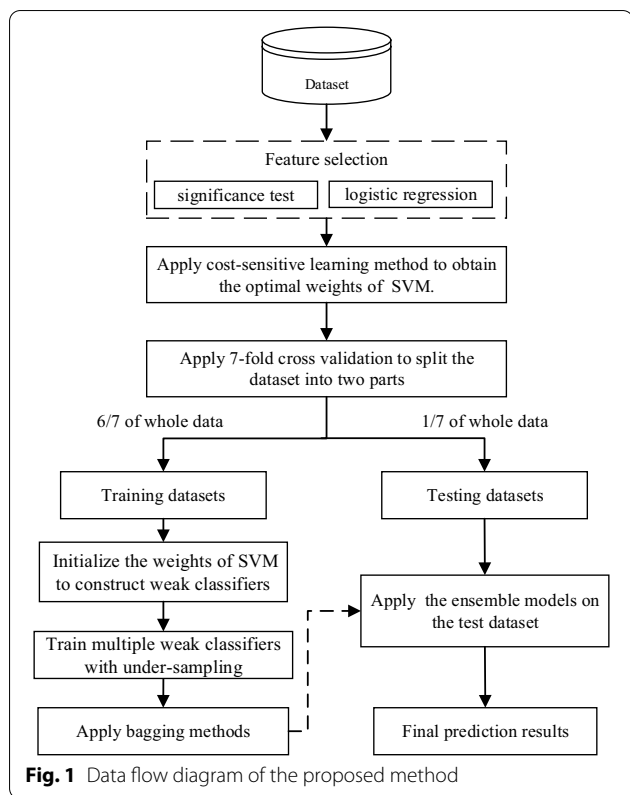 Dataset
Feature selection
significance test
logistic regression
Apply cost-sensitive learning method to obtain
the optimal weights of SVM.
Apply 7-fold cross validation to split the
dataset into two parts
6/7 of whole data
1/7 of whole data
Training datasets
Testing datasets
Initialize the weights of SVM
to construct weak classifiers
Train multiple weak classifiers
with under-sampling
Apply bagging methods
Apply the ensemble models on
the test dataset
Final prediction results
Fig. 1 Data flow diagram of the proposed method